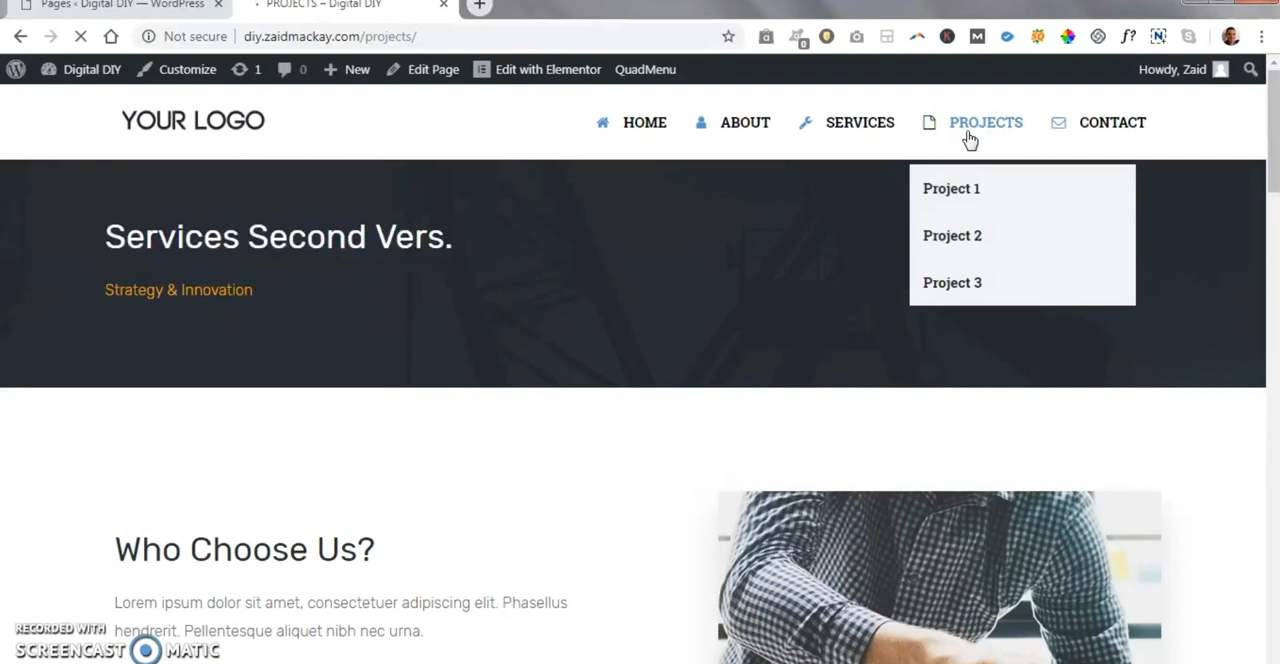 Pages ‹ Digital DIY — WordPress
PROJECTS – Digital DIY
Not secure
diy.zaidmackay.com/projects/
Digital DIY
Customize
1
0
New
Edit Page
Edit with Elementor
QuadMenu
Howdy, Zaid
YOUR LOGO
HOME
ABOUT
SERVICES
PROJECTS
CONTACT
Project 1
Project 2
Project 3
Services Second Vers.
Strategy & Innovation
Who Choose Us?
Lorem ipsum dolor sit amet, consectetuer adipiscing elit. Phasellus
hendrerit. Pellentesque aliquet nibh nec urna.
RECORDED WITH
SCREENCAST MATIC